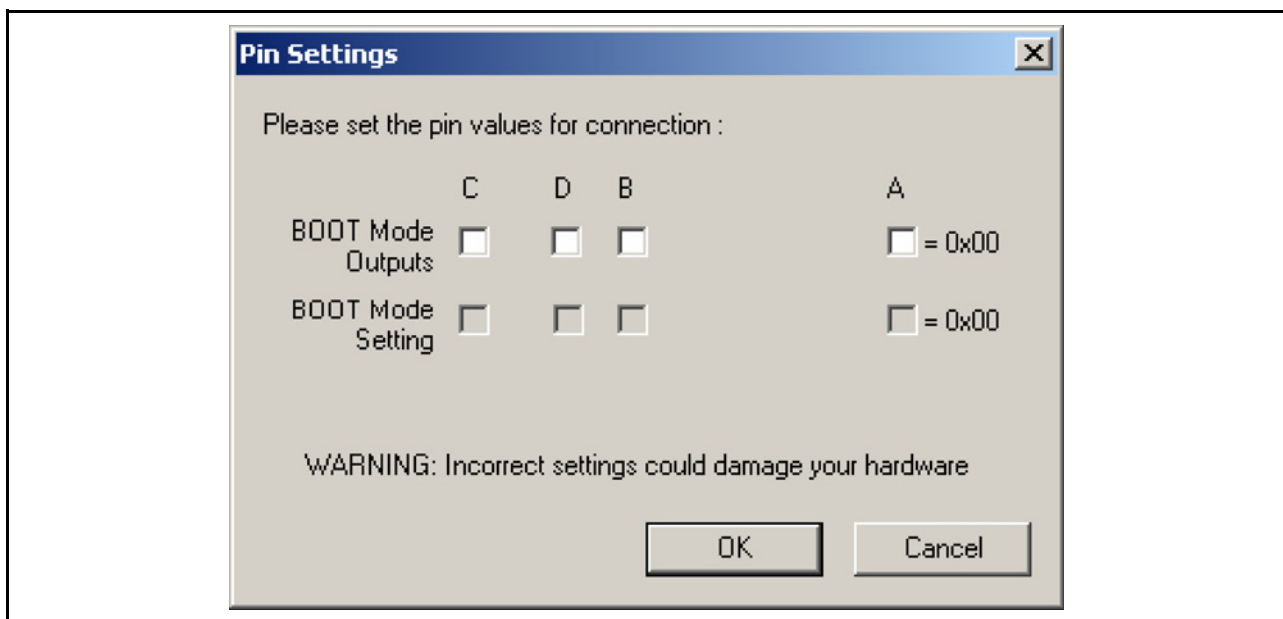 Pin Settings
Please set the pin values for connection :
C D B A
BOOT Mode
Outputs
= 0x00
BOOT Mode
Setting
= 0x00
WARNING: Incorrect settings could damage your hardware
OK Cancel